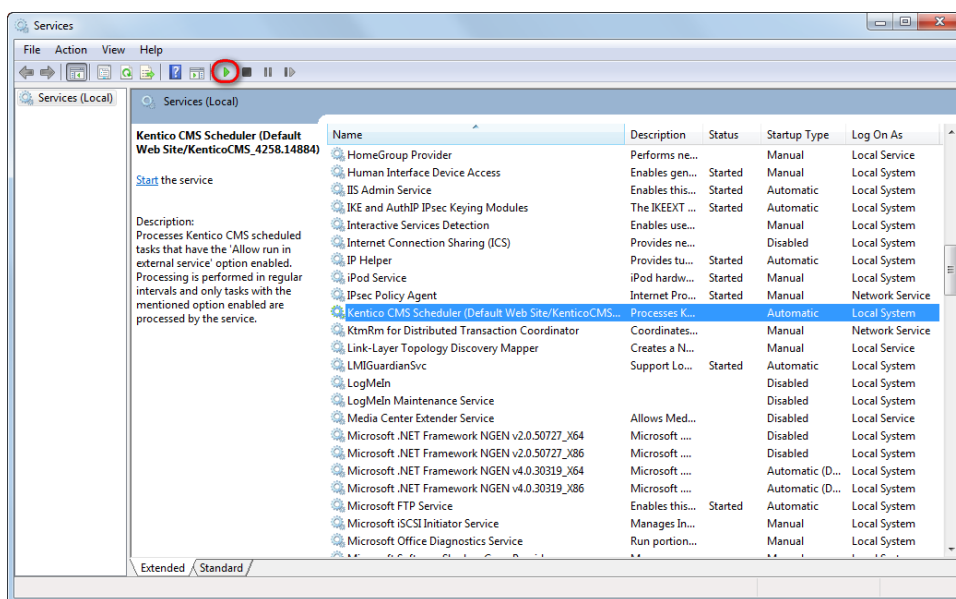 Services
File Action View Help
Services (Local)
Services (Local)
Kentico CMS Scheduler (Default
Web Site/KenticoCMS_4258.14884)
Start the service
Description:
Processes Kentico CMS scheduled
tasks that have the 'Allow run in
external service' option enabled.
Processing is performed in regular
intervals and only tasks with the
mentioned option enabled are
processed by the service.
Name Description Status Startup Type Log On As
HomeGroup Provider Performs ne... Manual Local Service
Human Interface Device Access Enables gen... Started Manual Local System
IIS Admin Service Enables this... Started Automatic Local System
IKE and AuthIP IPsec Keying Modules The IKEEXT ... Started Automatic Local System
Interactive Services Detection Enables use... Manual Local System
Internet Connection Sharing (ICS) Provides ne... Disabled Local System
IP Helper Provides tu... Started Automatic Local System
iPod Service iPod hardw... Started Manual Local System
IPsec Policy Agent Internet Pro... Started Manual Network Service
Kentico CMS Scheduler (Default Web Site/KenticoCMS... Processes K... Automatic Local System
KtmRm for Distributed Transaction Coordinator Coordinates... Manual Network Service
Link-Layer Topology Discovery Mapper Creates a N... Manual Local Service
LMIGuardianSvc Support Lo... Started Automatic Local System
LogMeIn Disabled Local System
LogMeIn Maintenance Service Disabled Local System
Media Center Extender Service Allows Med... Disabled Local Service
Microsoft .NET Framework NGEN v2.0.50727_X64 Microsoft .... Disabled Local System
Microsoft .NET Framework NGEN v2.0.50727_X86 Microsoft .... Disabled Local System
Microsoft .NET Framework NGEN v4.0.30319_X64 Microsoft .... Automatic (D... Local System
Microsoft .NET Framework NGEN v4.0.30319_X86 Microsoft .... Automatic (D... Local System
Microsoft FTP Service Enables this... Started Automatic Local System
Microsoft iSCSI Initiator Service Manages In... Manual Local System
Microsoft Office Diagnostics Service Run portion... Manual Local System
Extended Standard